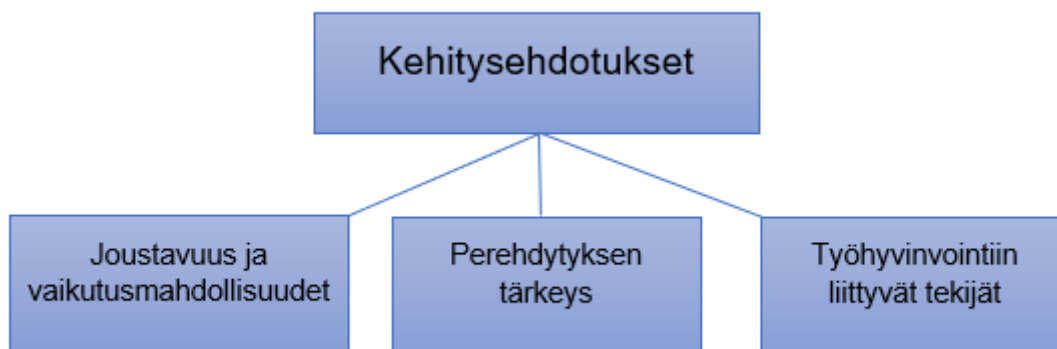 Kehitysehdotukset
Joustavuus ja
vaikutusmahdollisuudet
Perehdytyksen
tärkeys
Työhyvinvointiin
liittyvät tekijät